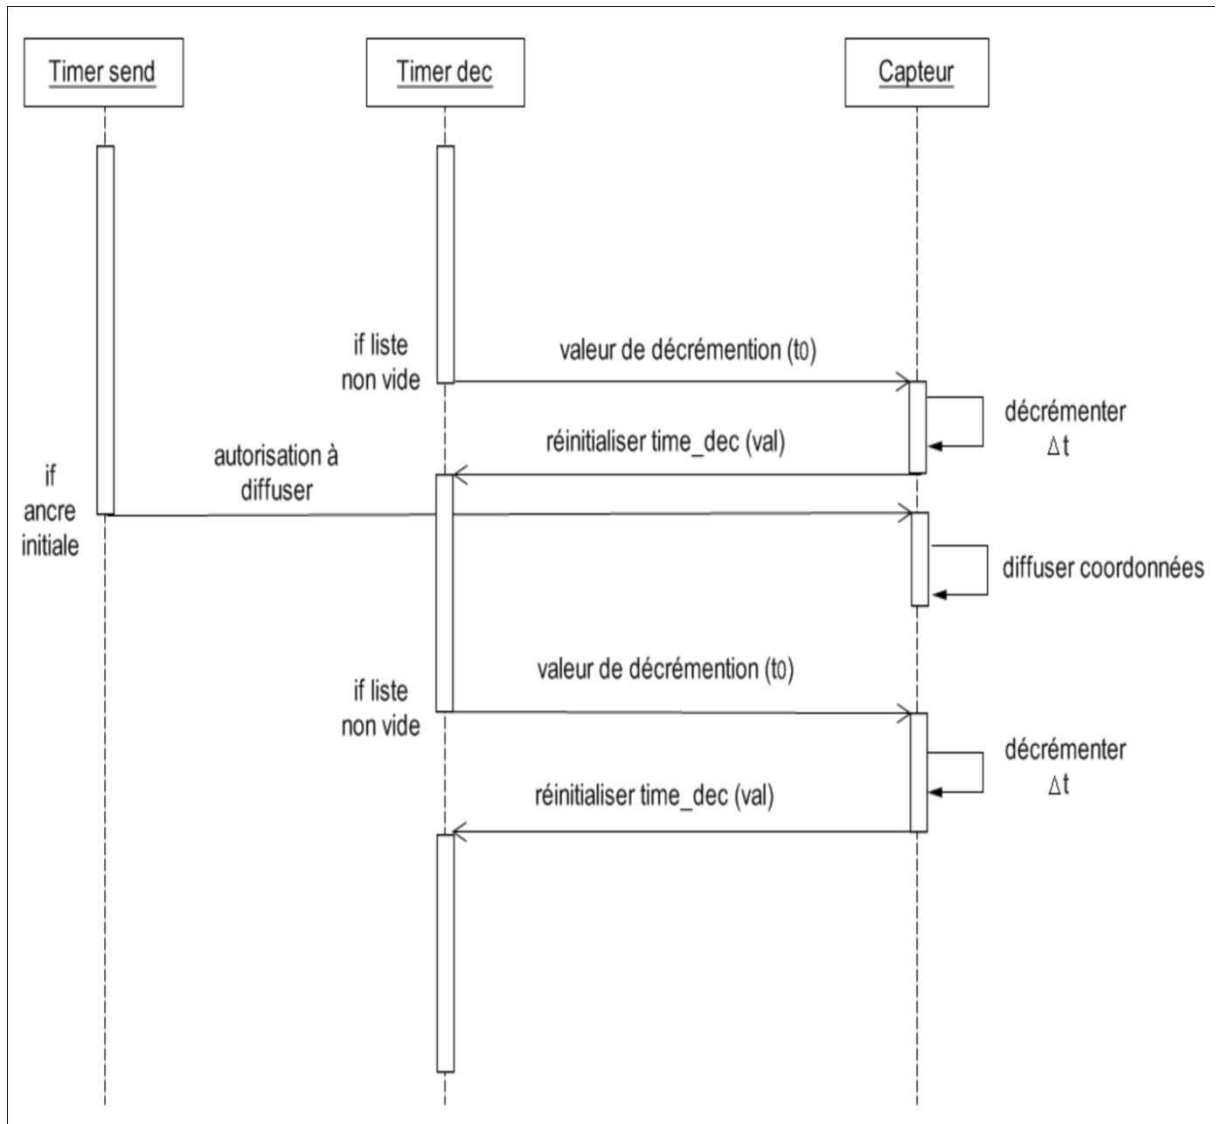 Timer send
Timer dec
Capteur
if liste
non vide
valeur de décrémention (t0)
décrémenter
Δt
réinitialiser time_dec (val)
autorisation à
diffuser
if
ancre
initiale
diffuser coordonnées
valeur de décrémention (t0)
if liste
non vide
décrémenter
Δt
réinitialiser time_dec (val)